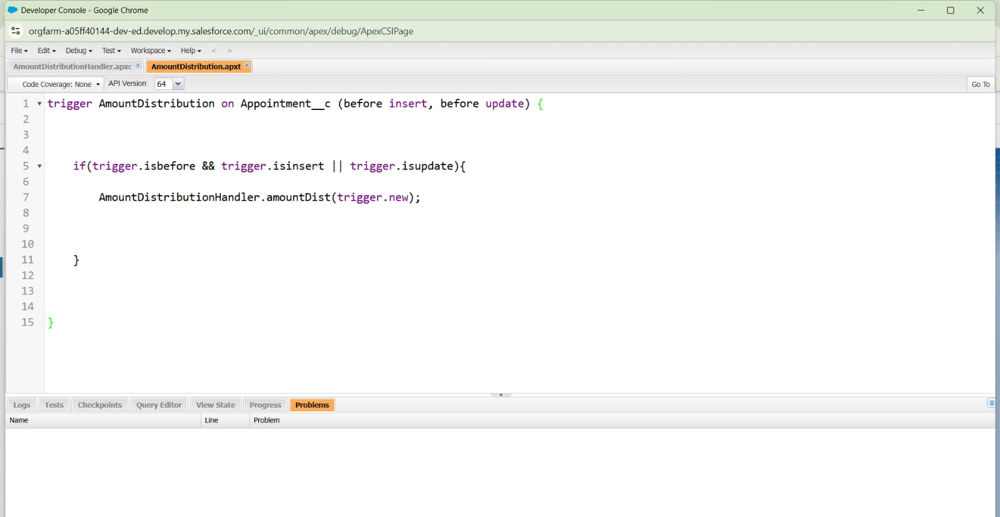 Developer Console - Google Chrome
orgfarm-a05ff40144-dev-ed.develop.my.salesforce.com/_ui/common/apex/debug/ApexCSIPage
File Edit Debug Test Workspace Help < >
AmountDistributionHandler.apxc AmountDistribution.apxt
Code Coverage: None API Version: 64 Go To
1 trigger AmountDistribution on Appointment__c (before insert, before update) {
2
3
4
5 if(trigger.isbefore && trigger.isinsert || trigger.isupdate){
6
7 AmountDistributionHandler.amountDist(trigger.new);
8
9
10
11 }
12
13
14
15 }
Logs Tests Checkpoints Query Editor View State Progress Problems
Name Line Problem